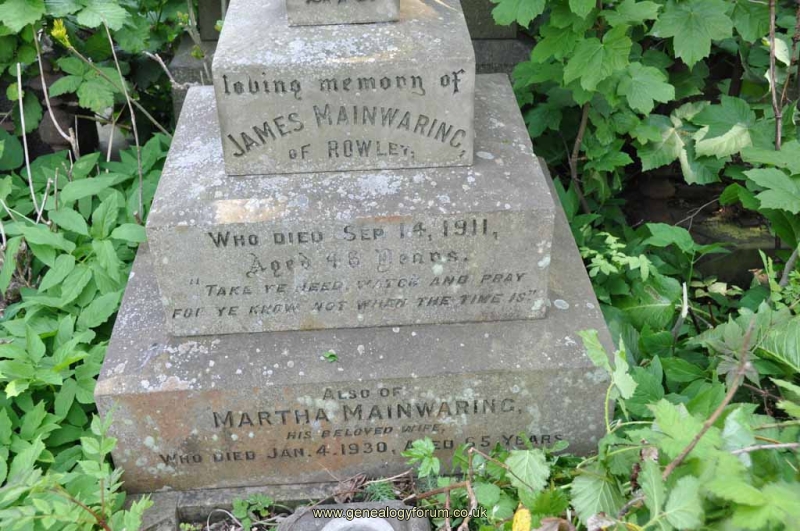 loving memory of
JAMES MAINWARING,
OF ROWLEY,
WHO DIED SEP 14, 1911,
Aged 48 Years.
"TAKE YE HEED, WATCH AND PRAY
FOR YE KNOW NOT WHEN THE TIME IS"
ALSO OF
MARTHA MAINWARING,
HIS BELOVED WIFE,
WHO DIED JAN. 4. 1930, AGED 65 YEARS
www.genealogyforum.co.uk